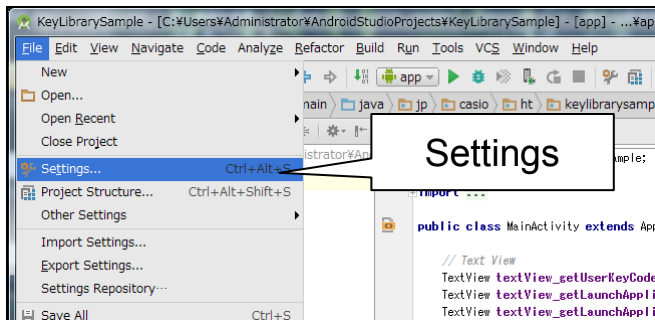 KeyLibrarySample - [C:¥Users¥Administrator¥AndroidStudioProjects¥KeyLibrarySample] - [app] - ...¥ap
File Edit View Navigate Code Analyze Refactor Build Run Tools VCS Window Help
New
app
Open...
main java jp casio ht keylibrarysamp
Open Recent
Close Project
istrator¥An
Settings... Ctrl+Alt+S
Settings
ample;
Project Structure... Ctrl+Alt+Shift+S
import ...
Other Settings
public class MainActivity extends App
Import Settings...
Export Settings...
// Text View
Settings Repository...
TextView textView_getUserKeyCode
TextView textView_getLaunchAppli
Save All Ctrl+S
TextView textView_getLaunchAppli